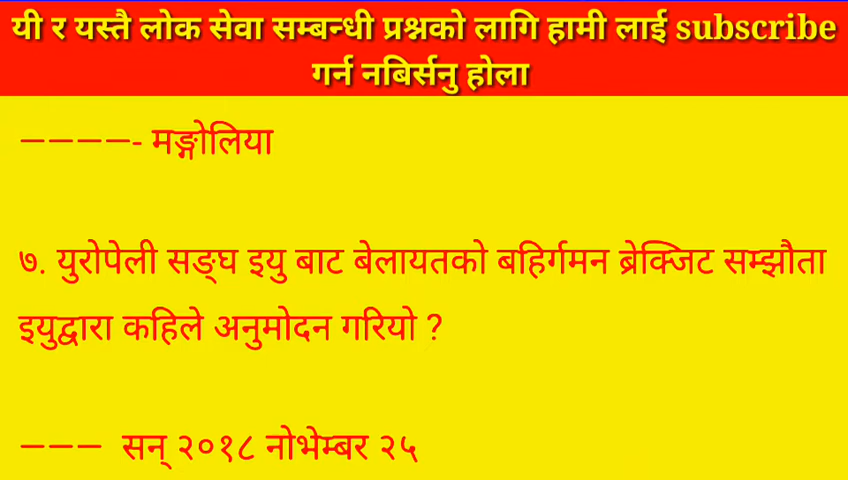 यी र यस्तै लोक सेवा सम्बन्धी प्रश्नको लागि हामी लाई subscribe
गर्न नबिर्सनु होला
————- मङ्गोलिया
७. युरोपेली सङ्घ इयु बाट बेलायतको बहिर्गमन ब्रेक्जिट सम्झौता
इयुद्वारा कहिले अनुमोदन गरियो ?
——— सन् २०१८ नोभेम्बर २५